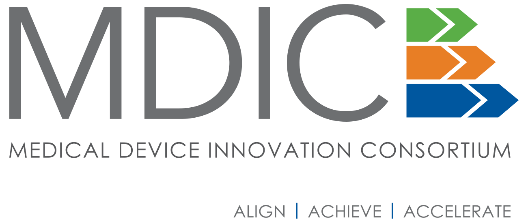 MDIC
MEDICAL DEVICE INNOVATION CONSORTIUM
ALIGN | ACHIEVE | ACCELERATE